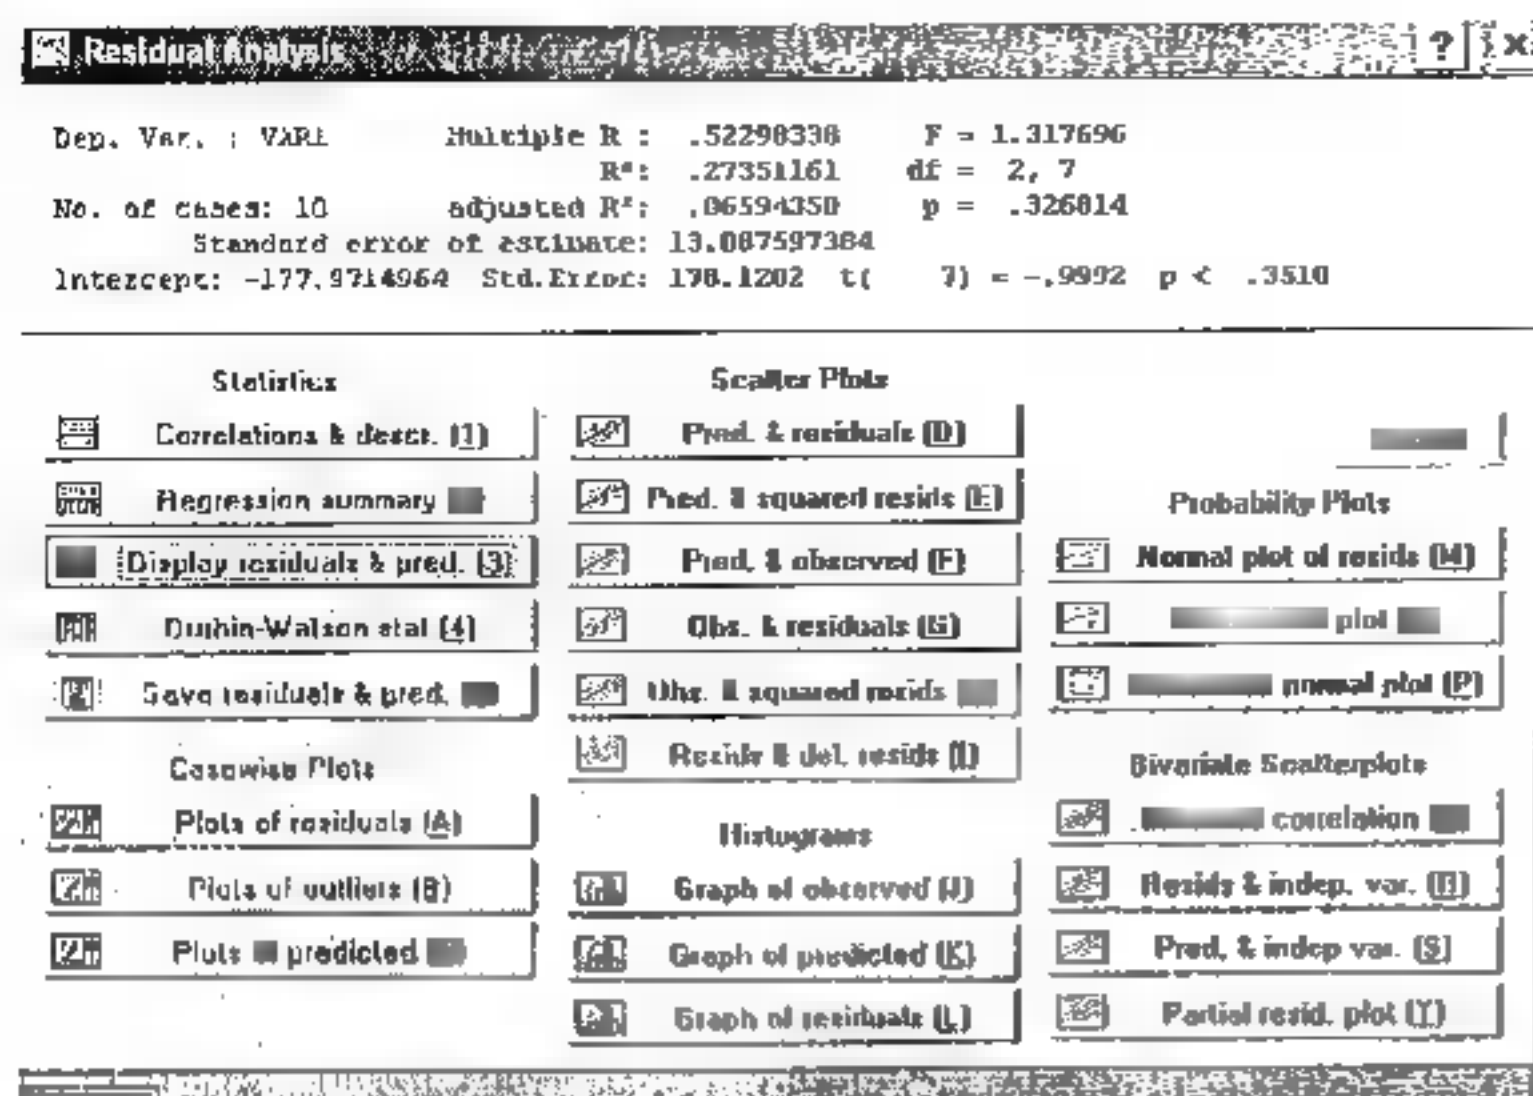 Residual Analysis
Dep. Var. : VAR1 Multiple R : .52298338 F = 1.317696
R²: .27351161 df = 2, 7
No. of cases: 10 adjusted R²: .06594350 p = .326814
Standard error of estimate: 13.087597384
Intercept: -177.9714964 Std.Error: 178.1202 t( 7) = -.9992 p < .3510
Statistics
Correlations & descr. (1)
Regression summary
Display residuals & pred. (3)
Durbin-Watson stat (4)
Save residuals & pred.
Casewise Plots
Plots of residuals (A)
Plots of outliers (B)
Plots predicted
Scatter Plots
Pred. & residuals (D)
Pred. & squared resids (E)
Pred. & observed (F)
Obs. & residuals (G)
Obs. & squared resids
Resids & del. resids (I)
Histograms
Graph of observed (J)
Graph of predicted (K)
Graph of residuals (L)
Probability Plots
Normal plot of resids (M)
plot
normal plot (P)
Bivariate Scatterplots
correlation
Resids & indep. var. (R)
Pred. & indep var. (S)
Partial resid. plot (Y)